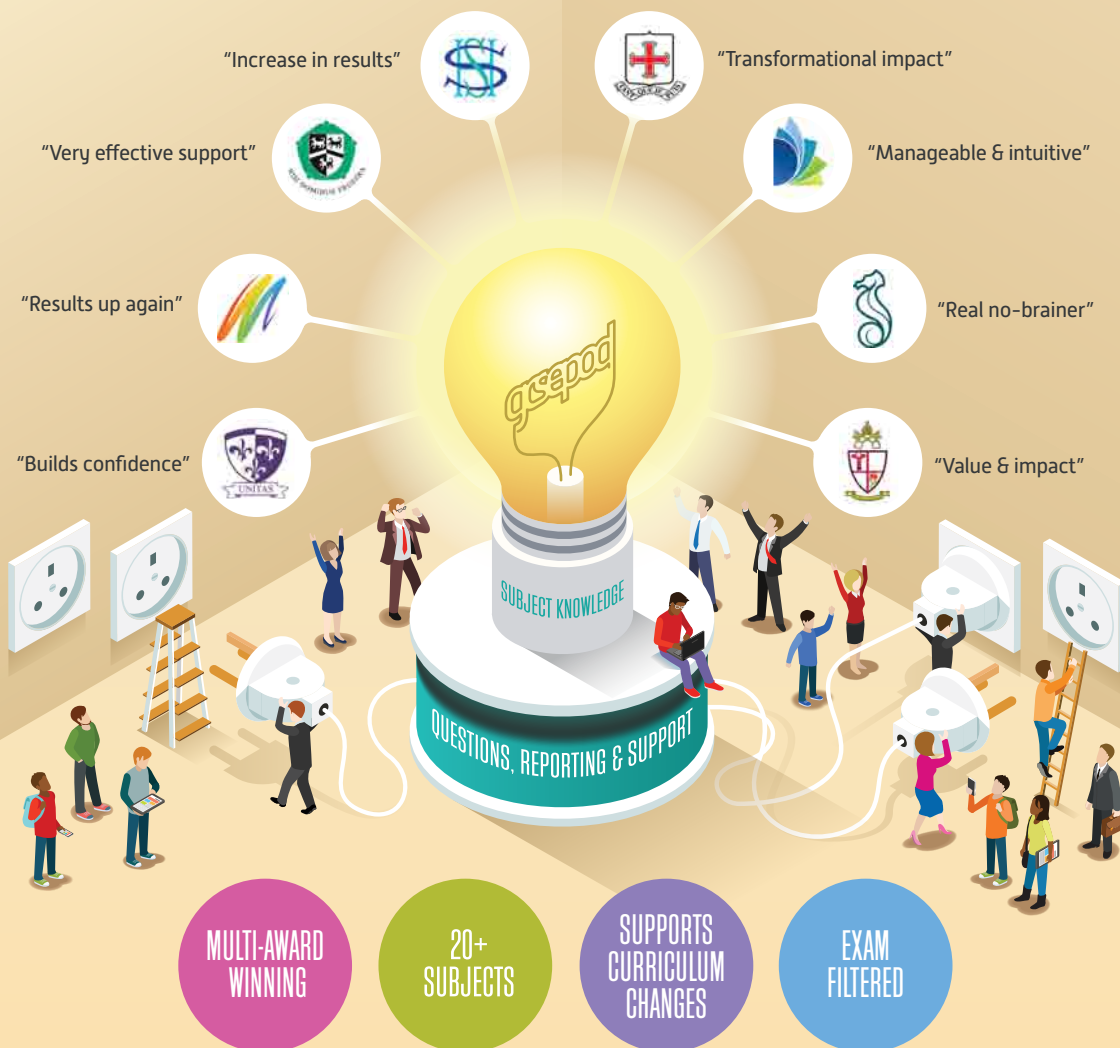 “Increase in results”
“Transformational impact”
“Very effective support”
“Manageable & intuitive”
“Results up again”
“Real no-brainer”
gcsepod
“Builds confidence”
UNITAS
“Value & impact”
SUBJECT KNOWLEDGE
QUESTIONS, REPORTING & SUPPORT
MULTI-AWARD
WINNING
20+
SUBJECTS
SUPPORTS
CURRICULUM
CHANGES
EXAM
FILTERED